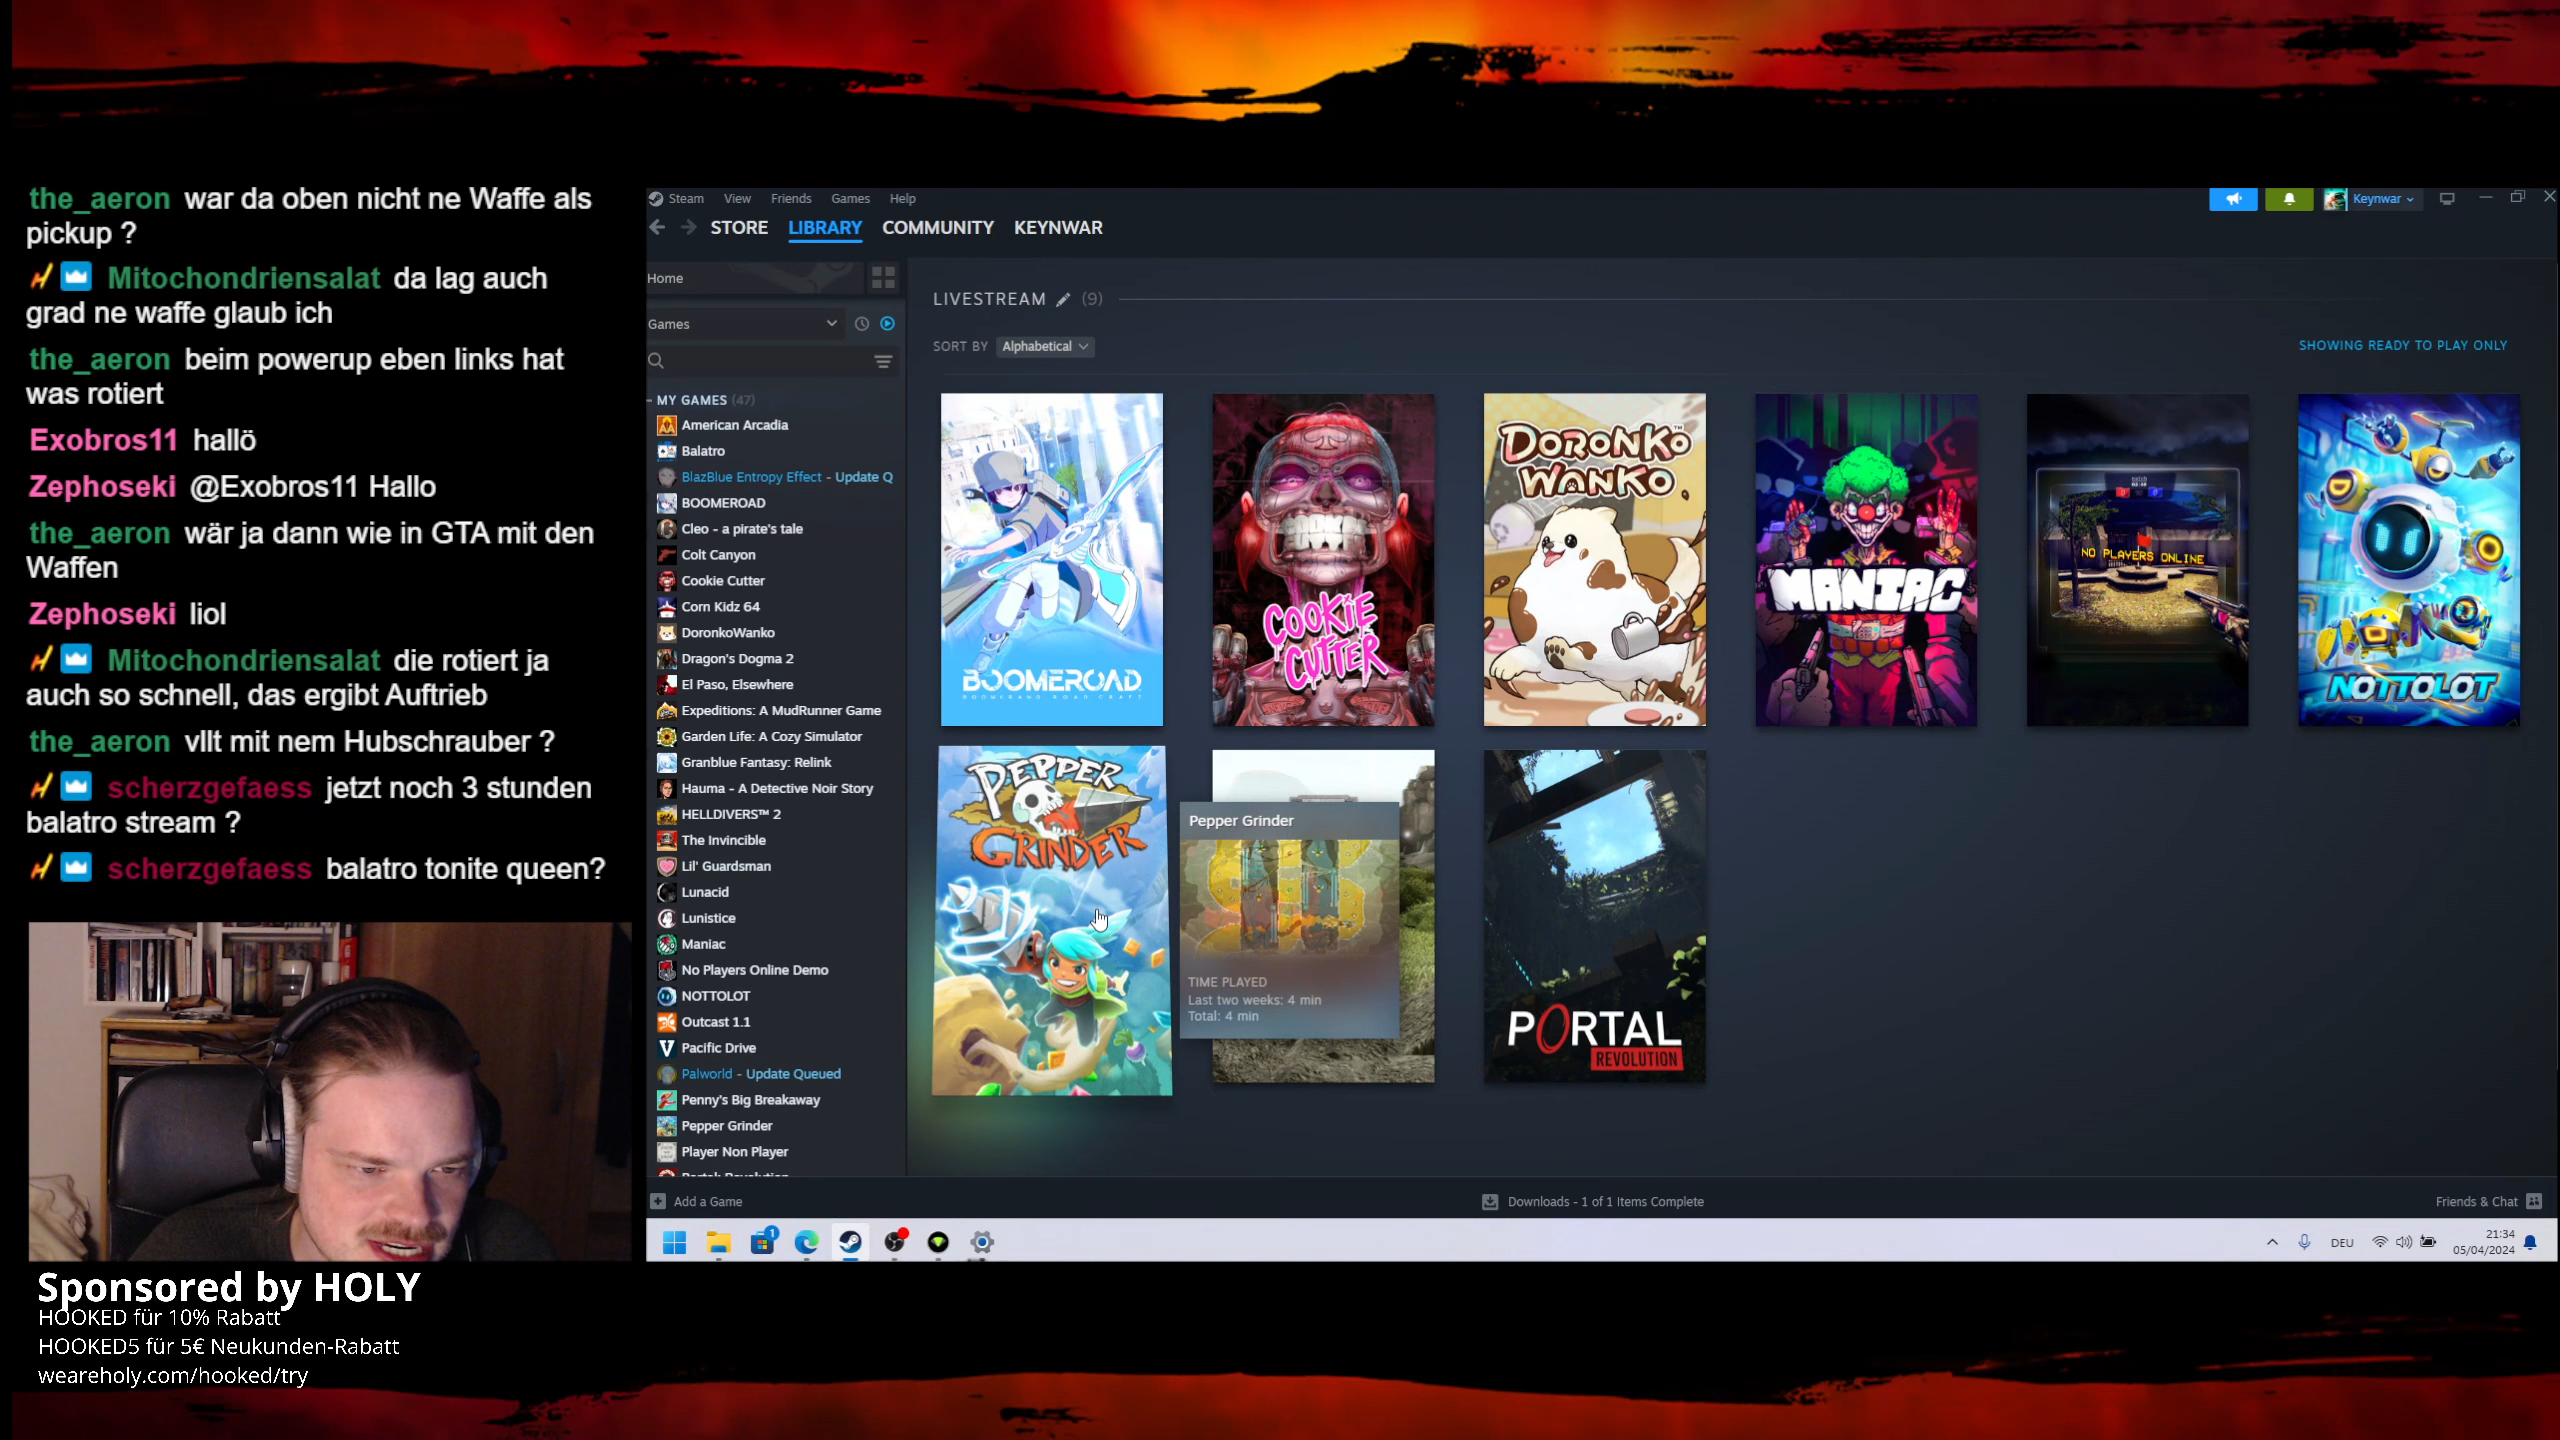 the_aeron war da oben nicht ne Waffe als
pickup ?
Mitochondriensalat da lag auch
grad ne waffe glaub ich
the_aeron beim powerup eben links hat
was rotiert
Exobros11 hallö
Zephoseki @Exobros11 Hallo
the_aeron wär ja dann wie in GTA mit den
Waffen
Zephoseki liol
Mitochondriensalat die rotiert ja
auch so schnell, das ergibt Auftrieb
the_aeron vllt mit nem Hubschrauber ?
scherzgefaess jetzt noch 3 stunden
balatro stream ?
scherzgefaess balatro tonite queen?
Sponsored by HOLY
HOOKED für 10% Rabatt
HOOKED5 für 5€ Neukunden-Rabatt
weareholy.com/hooked/try
Steam View Friends Games Help
Keynwar
STORE LIBRARY COMMUNITY KEYNWAR
Home
Games
MY GAMES (47)
American Arcadia
Balatro
BlazBlue Entropy Effect - Update Q
BOOMEROAD
Cleo - a pirate's tale
Colt Canyon
Cookie Cutter
Corn Kidz 64
DoronkoWanko
Dragon's Dogma 2
El Paso, Elsewhere
Expeditions: A MudRunner Game
Garden Life: A Cozy Simulator
Granblue Fantasy: Relink
Hauma - A Detective Noir Story
HELLDIVERS™ 2
The Invincible
Lil' Guardsman
Lunacid
Lunistice
Maniac
No Players Online Demo
NOTTOLOT
Outcast 1.1
Pacific Drive
Palworld - Update Queued
Penny's Big Breakaway
Pepper Grinder
Player Non Player
LIVESTREAM (9)
SORT BY Alphabetical
SHOWING READY TO PLAY ONLY
BOOMEROAD
BOOMERANG ROAD CRAFT
COOKIE
CUTTER
DORONKO
WANKO™
MANIAC
NO PLAYERS ONLINE
NOTTOLOT
PEPPER
GRINDER
Pepper Grinder
TIME PLAYED
Last two weeks: 4 min
Total: 4 min
PORTAL
REVOLUTION
Add a Game
Downloads - 1 of 1 Items Complete
Friends & Chat
1
DEU
21:34
05/04/2024